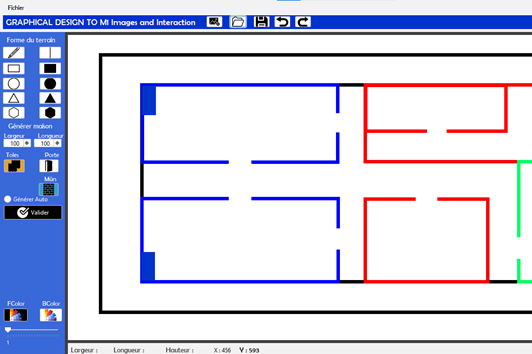 Fichier
GRAPHICAL DESIGN TO MI Images and Interaction
Forme du terrain
Générer maison
Largeur Longueur
100 100
Toles Porte
Mûn
Générer Auto
Valider
FColor BColor
1
Largeur : Longueur : Hauteur : X : 456 Y : 593